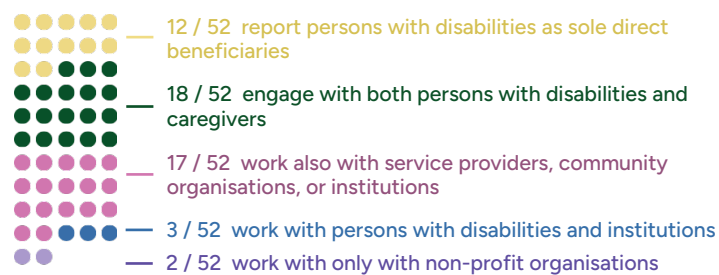 12 / 52 report persons with disabilities as sole direct
beneficiaries
18 / 52 engage with both persons with disabilities and
caregivers
17 / 52 work also with service providers, community
organisations, or institutions
3 / 52 work with persons with disabilities and institutions
2 / 52 work with only with non-profit organisations